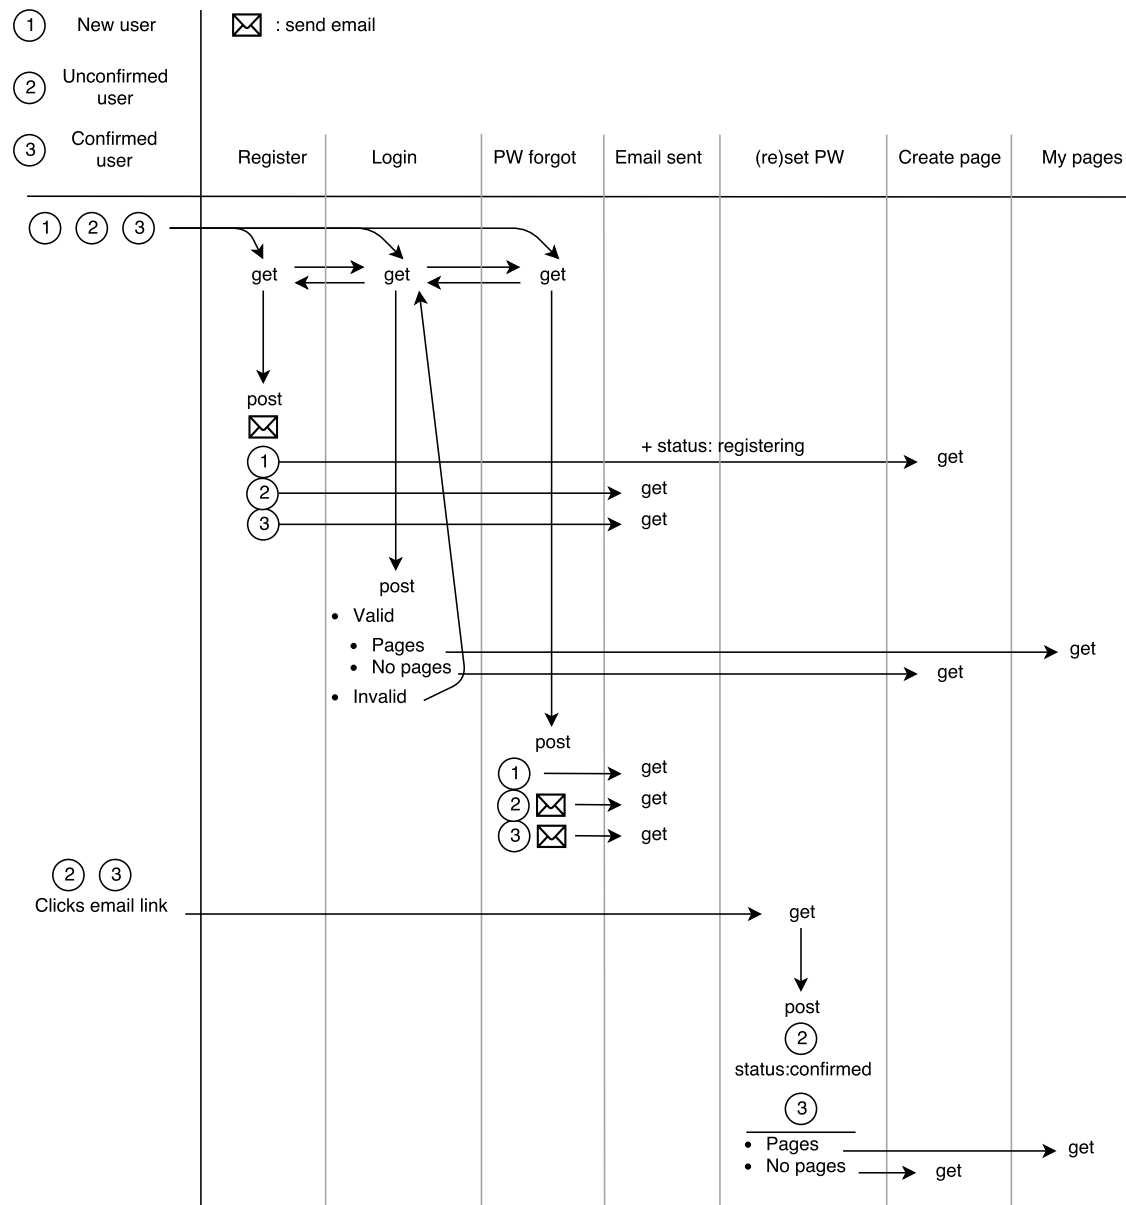 1 New user
: send email
2 Unconfirmed
user
3 Confirmed
user
Register Login PW forgot Email sent (re)set PW Create page My pages
1 2 3
get get get
post
+ status: registering
1 get
2 get
3 get
post
• Valid
• Pages get
• No pages get
• Invalid
post
1 get
2 get
3 get
2 3
Clicks email link get
post
2
status:confirmed
3
• Pages get
• No pages get